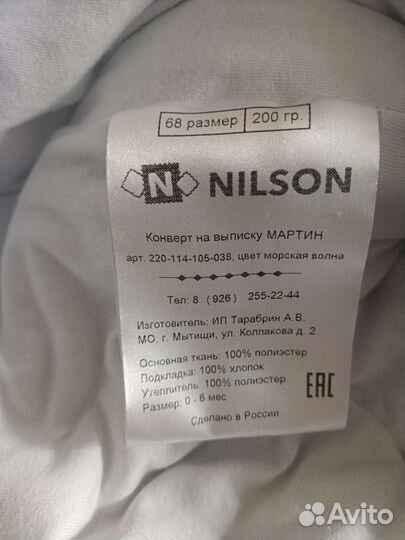 68 размер 200 гр.
N NILSON
Конверт на выписку МАРТИН
арт. 220-114-105-038, цвет морская волна
Тел: 8 (926) 255-22-44
Изготовитель: ИП Тарабрин А.В.
МО, г. Мытищи, ул. Колпакова д. 2
Основная ткань: 100% полиэстер
Подкладка: 100% хлопок
Утеплитель: 100% полиэстер
Размер: 0 - 6 мес
EAC
Сделано в России
Avito